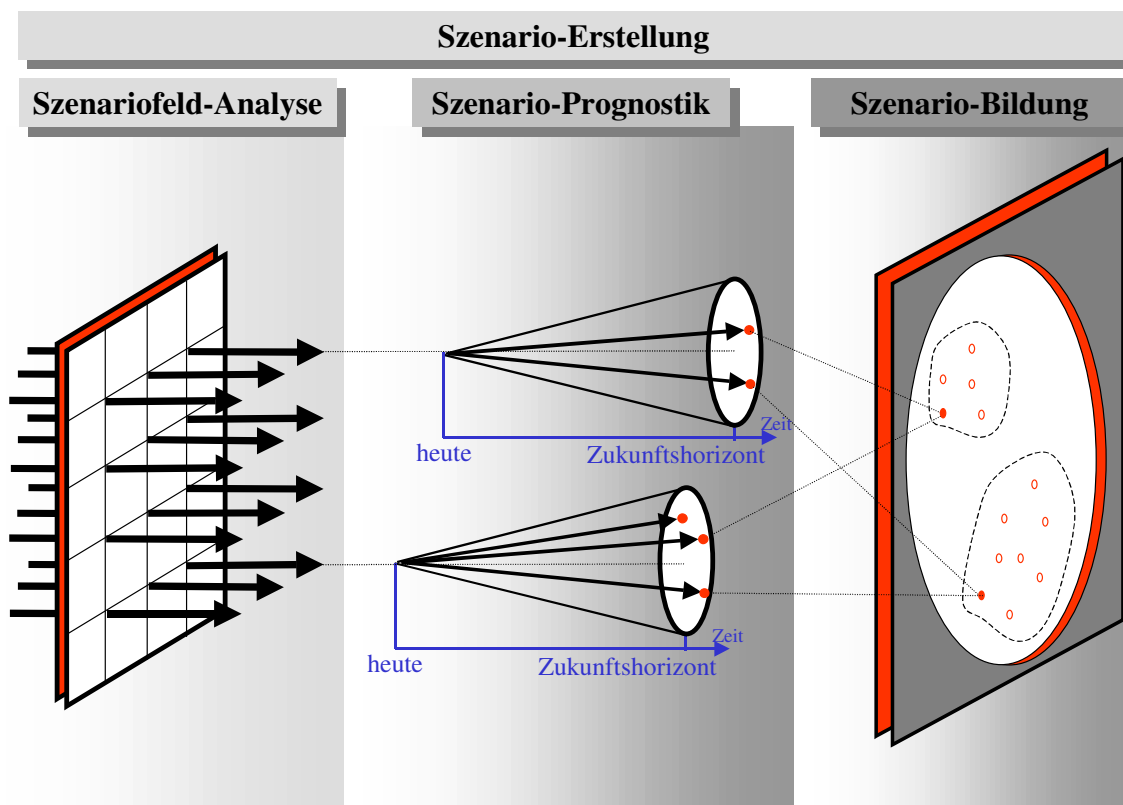 Szenario-Erstellung
Szenariofeld-Analyse
Szenario-Prognostik
Szenario-Bildung
Zeit
heute
Zukunftshorizont
Zeit
heute
Zukunftshorizont